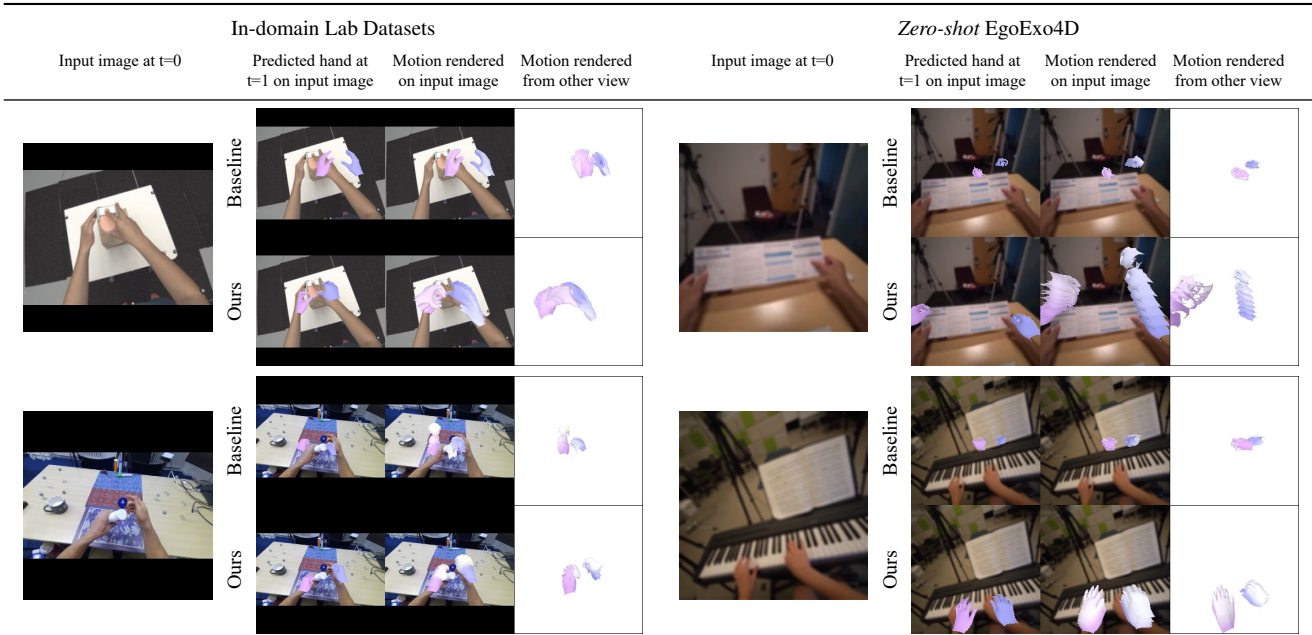 In-domain Lab Datasets
Zero-shot EgoExo4D
Input image at t=0
Predicted hand at
t=1 on input image
Motion rendered
on input image
Motion rendered
from other view
Input image at t=0
Predicted hand at
t=1 on input image
Motion rendered
on input image
Motion rendered
from other view
Baseline
Ours
Baseline
Ours
Baseline
Ours
Baseline
Ours